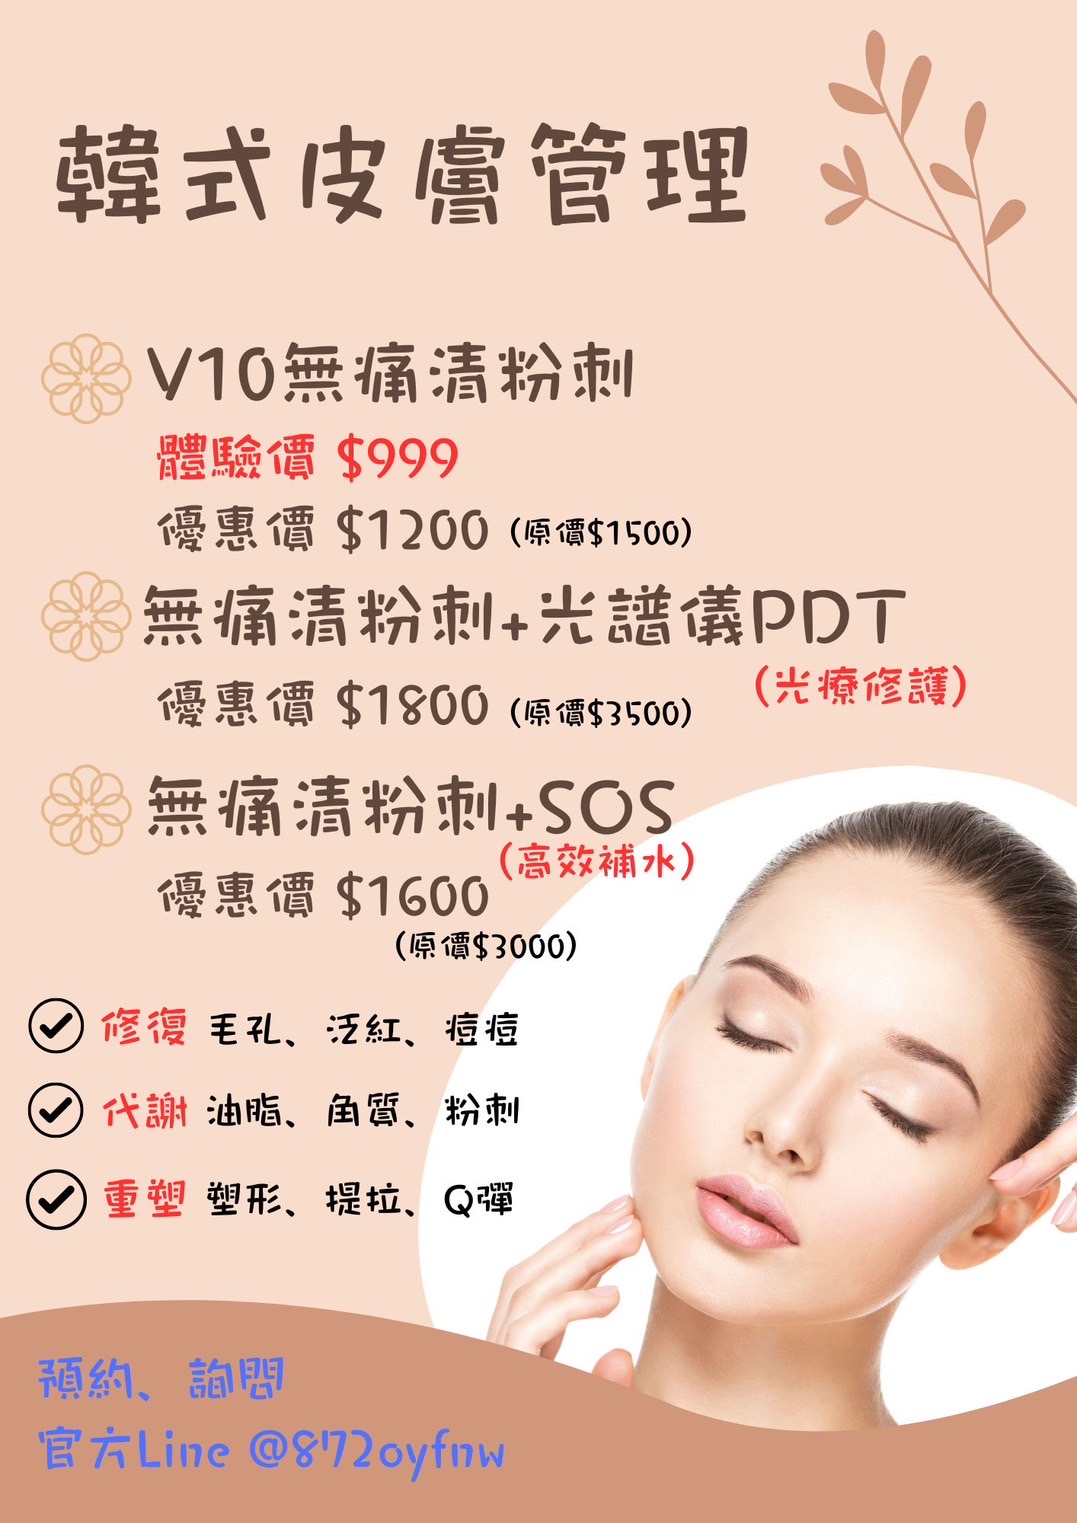 韓式皮膚管理
V10無痛清粉刺
體驗價 $999
優惠價 $1200 (原價$1500)
無痛清粉刺+光譜儀PDT
(光療修護)
優惠價 $1800 (原價$3500)
無痛清粉刺+SOS
(高效補水)
優惠價 $1600
(原價$3000)
修復 毛孔、泛紅、痘痘
代謝 油脂、角質、粉刺
重塑 塑形、提拉、Q彈
預約、詢問
官方Line @872oyfnw